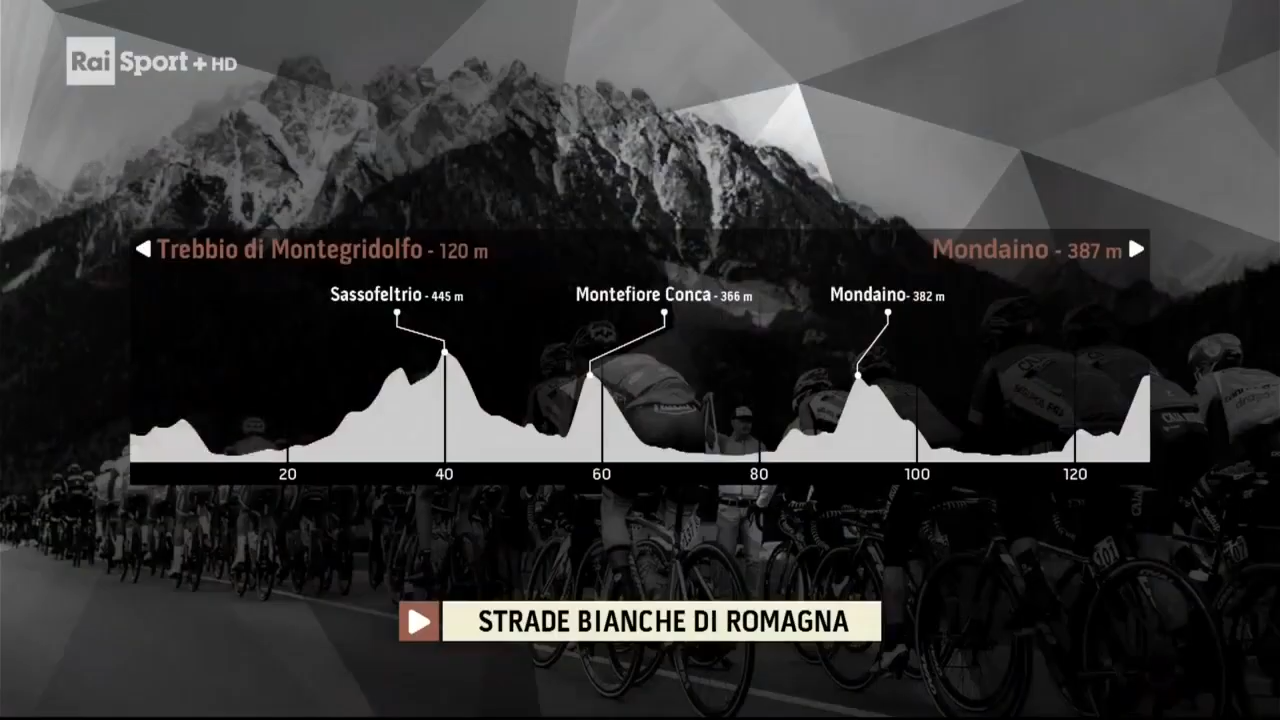 Rai Sport + HD
Trebbio di Montegridolfo - 120 m
Mondaino - 387 m
Sassofeltrio - 445 m
Montefiore Conca - 366 m
Mondaino- 382 m
20 40 60 80 100 120
STRADE BIANCHE DI ROMAGNA